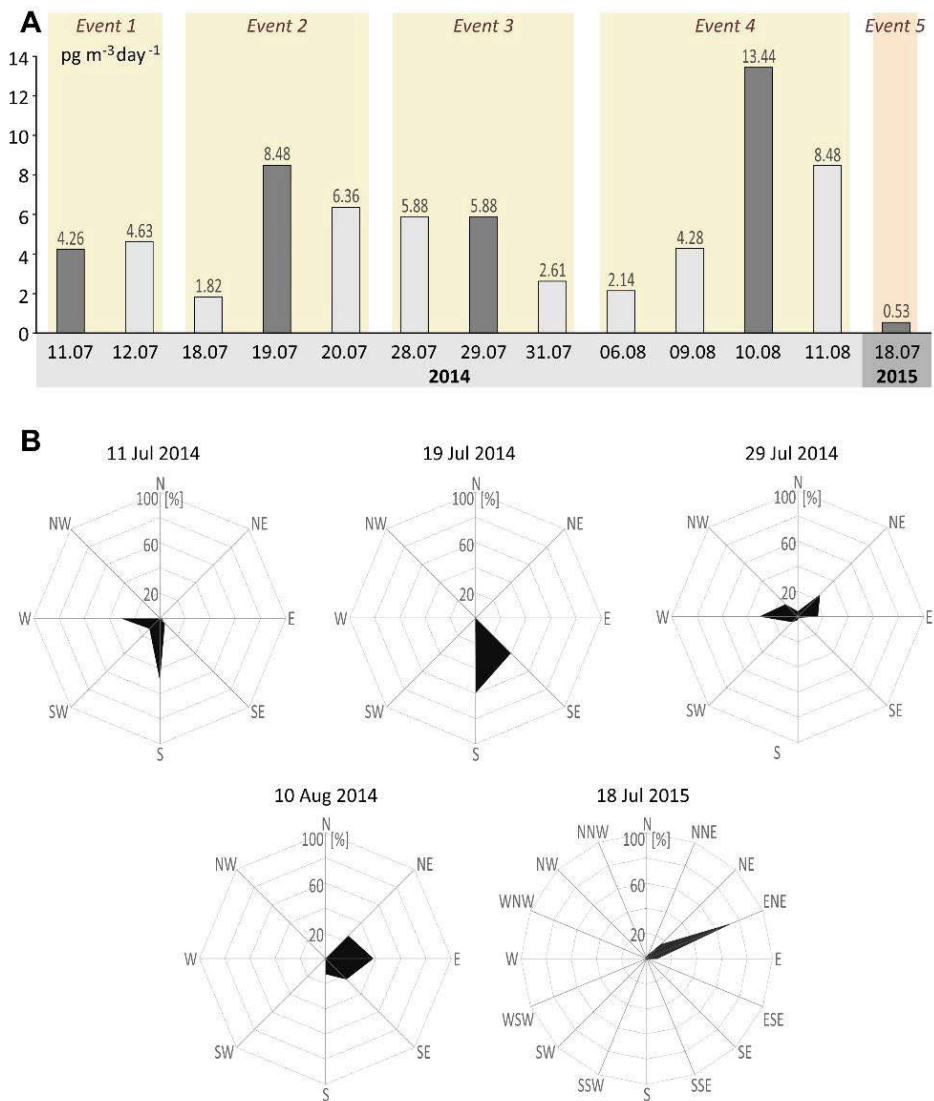 A
Event 1 Event 2 Event 3 Event 4 Event 5
pg m⁻³ day⁻¹
14
12
10
8
6
4
2
0
4.26 4.63 1.82 8.48 6.36 5.88 5.88 2.61 2.14 4.28 13.44 8.48 0.53
11.07 12.07 18.07 19.07 20.07 28.07 29.07 31.07 06.08 09.08 10.08 11.08 18.07
2014 2015
B
11 Jul 2014
N
100 [%]
NW NE
60
20
W E
SW SE
S
19 Jul 2014
N
100 [%]
NW NE
60
20
W E
SW SE
S
29 Jul 2014
N
100 [%]
NW NE
60
20
W E
SW SE
S
10 Aug 2014
N
100 [%]
NW NE
60
20
W E
SW SE
S
18 Jul 2015
N
NNW NNE
100 [%]
NW NE
60
WNW ENE
20
W E
WSW ESE
SW SE
SSW SSE
S